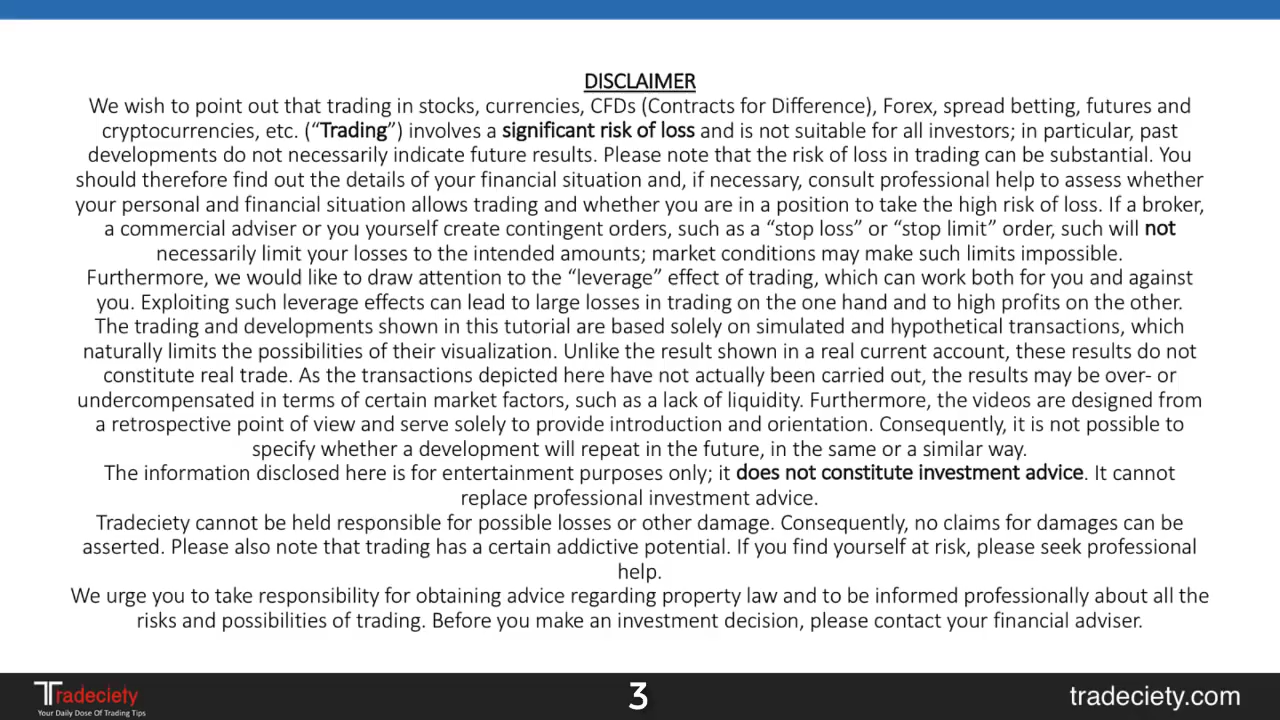 DISCLAIMER
We wish to point out that trading in stocks, currencies, CFDs (Contracts for Difference), Forex, spread betting, futures and
cryptocurrencies, etc. (“Trading”) involves a significant risk of loss and is not suitable for all investors; in particular, past
developments do not necessarily indicate future results. Please note that the risk of loss in trading can be substantial. You
should therefore find out the details of your financial situation and, if necessary, consult professional help to assess whether
your personal and financial situation allows trading and whether you are in a position to take the high risk of loss. If a broker,
a commercial adviser or you yourself create contingent orders, such as a “stop loss” or “stop limit” order, such will not
necessarily limit your losses to the intended amounts; market conditions may make such limits impossible.
Furthermore, we would like to draw attention to the “leverage” effect of trading, which can work both for you and against
you. Exploiting such leverage effects can lead to large losses in trading on the one hand and to high profits on the other.
The trading and developments shown in this tutorial are based solely on simulated and hypothetical transactions, which
naturally limits the possibilities of their visualization. Unlike the result shown in a real current account, these results do not
constitute real trade. As the transactions depicted here have not actually been carried out, the results may be over- or
undercompensated in terms of certain market factors, such as a lack of liquidity. Furthermore, the videos are designed from
a retrospective point of view and serve solely to provide introduction and orientation. Consequently, it is not possible to
specify whether a development will repeat in the future, in the same or a similar way.
The information disclosed here is for entertainment purposes only; it does not constitute investment advice. It cannot
replace professional investment advice.
Tradeciety cannot be held responsible for possible losses or other damage. Consequently, no claims for damages can be
asserted. Please also note that trading has a certain addictive potential. If you find yourself at risk, please seek professional
help.
We urge you to take responsibility for obtaining advice regarding property law and to be informed professionally about all the
risks and possibilities of trading. Before you make an investment decision, please contact your financial adviser.
Tradeciety
Your Daily Dose Of Trading Tips
3
tradeciety.com